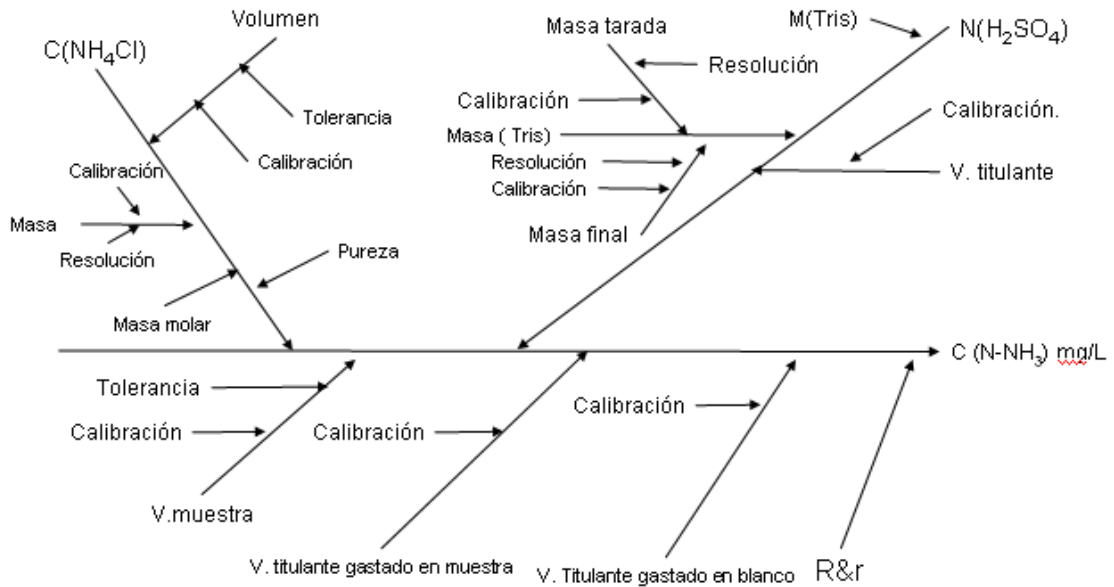 Volumen
C(NH₄Cl)
Tolerancia
Calibración
Calibración
Masa
Resolución
Pureza
Masa molar
M(Tris)
N(H₂SO₄)
Masa tarada
Resolución
Calibración
Calibración.
Masa ( Tris)
Resolución
Calibración
V. titulante
Masa final
C (N-NH₃) mg/L
Tolerancia
Calibración
Calibración
Calibración
V.muestra
V. titulante gastado en muestra
V. Titulante gastado en blanco
R&r